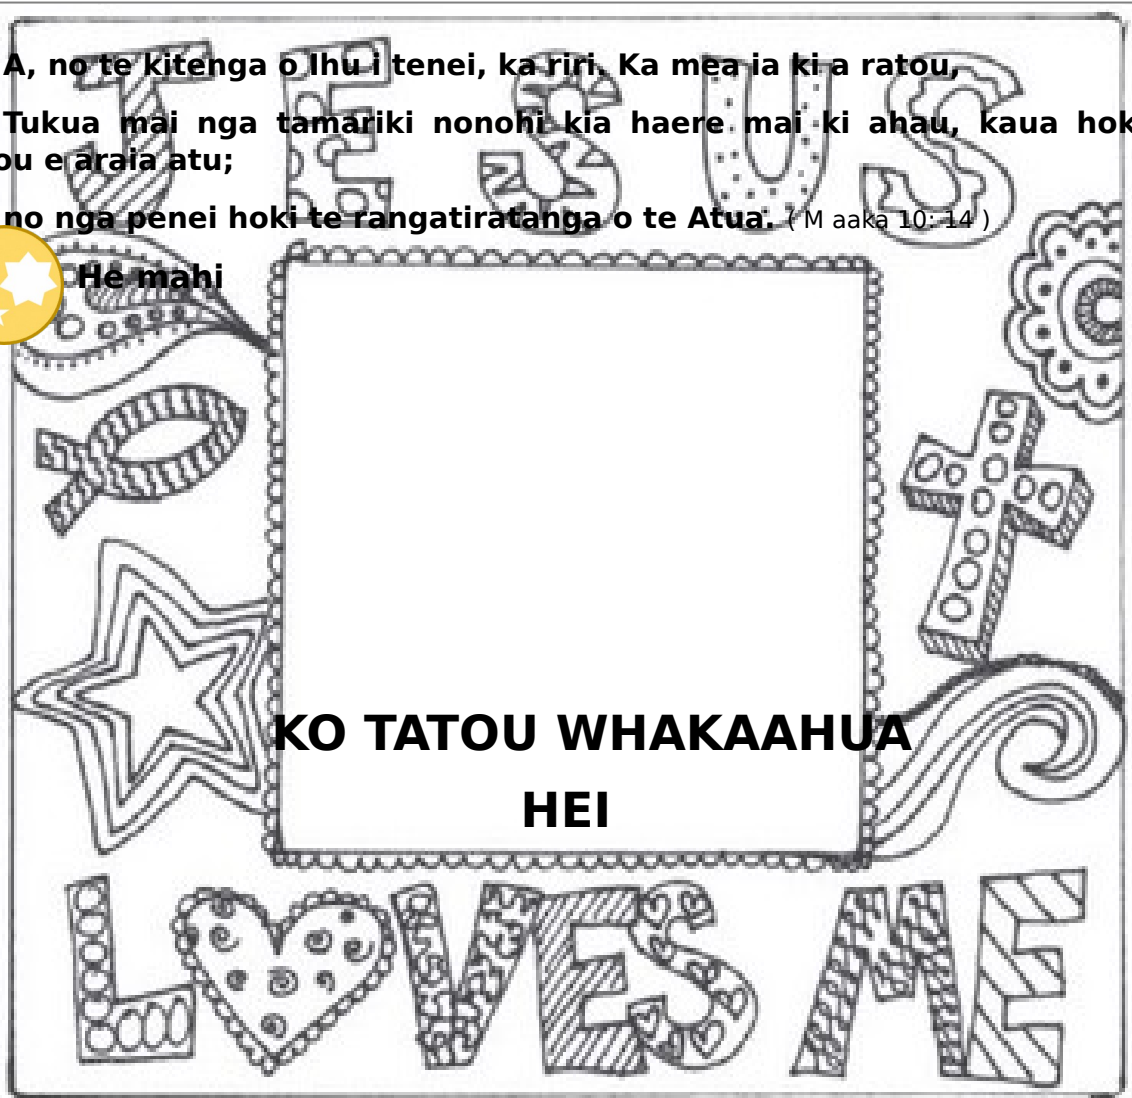 JESUS
A, no te kitenga o Ihu i tenei, ka riri. Ka mea ia ki a ratou,
Tukua mai nga tamariki nonohi kia haere mai ki ahau, kaua hok
ou e araia atu;
no nga penei hoki te rangatiratanga o te Atua. ( M aaka 10: 14 )
He mahi
KO TATOU WHAKAAHUA
HEI
LOVES ME